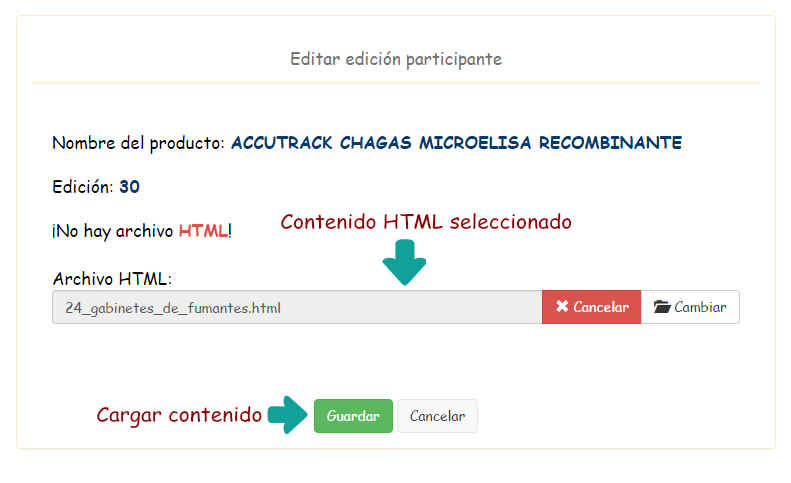 Editar edición participante
Nombre del producto: ACCUTRACK CHAGAS MICROELISA RECOMBINANTE
Edición: 30
¡No hay archivo HTML!
Contenido HTML seleccionado
Archivo HTML:
24_gabinetes_de_fumantes.html Cancelar Cambiar
Cargar contenido Guardar Cancelar